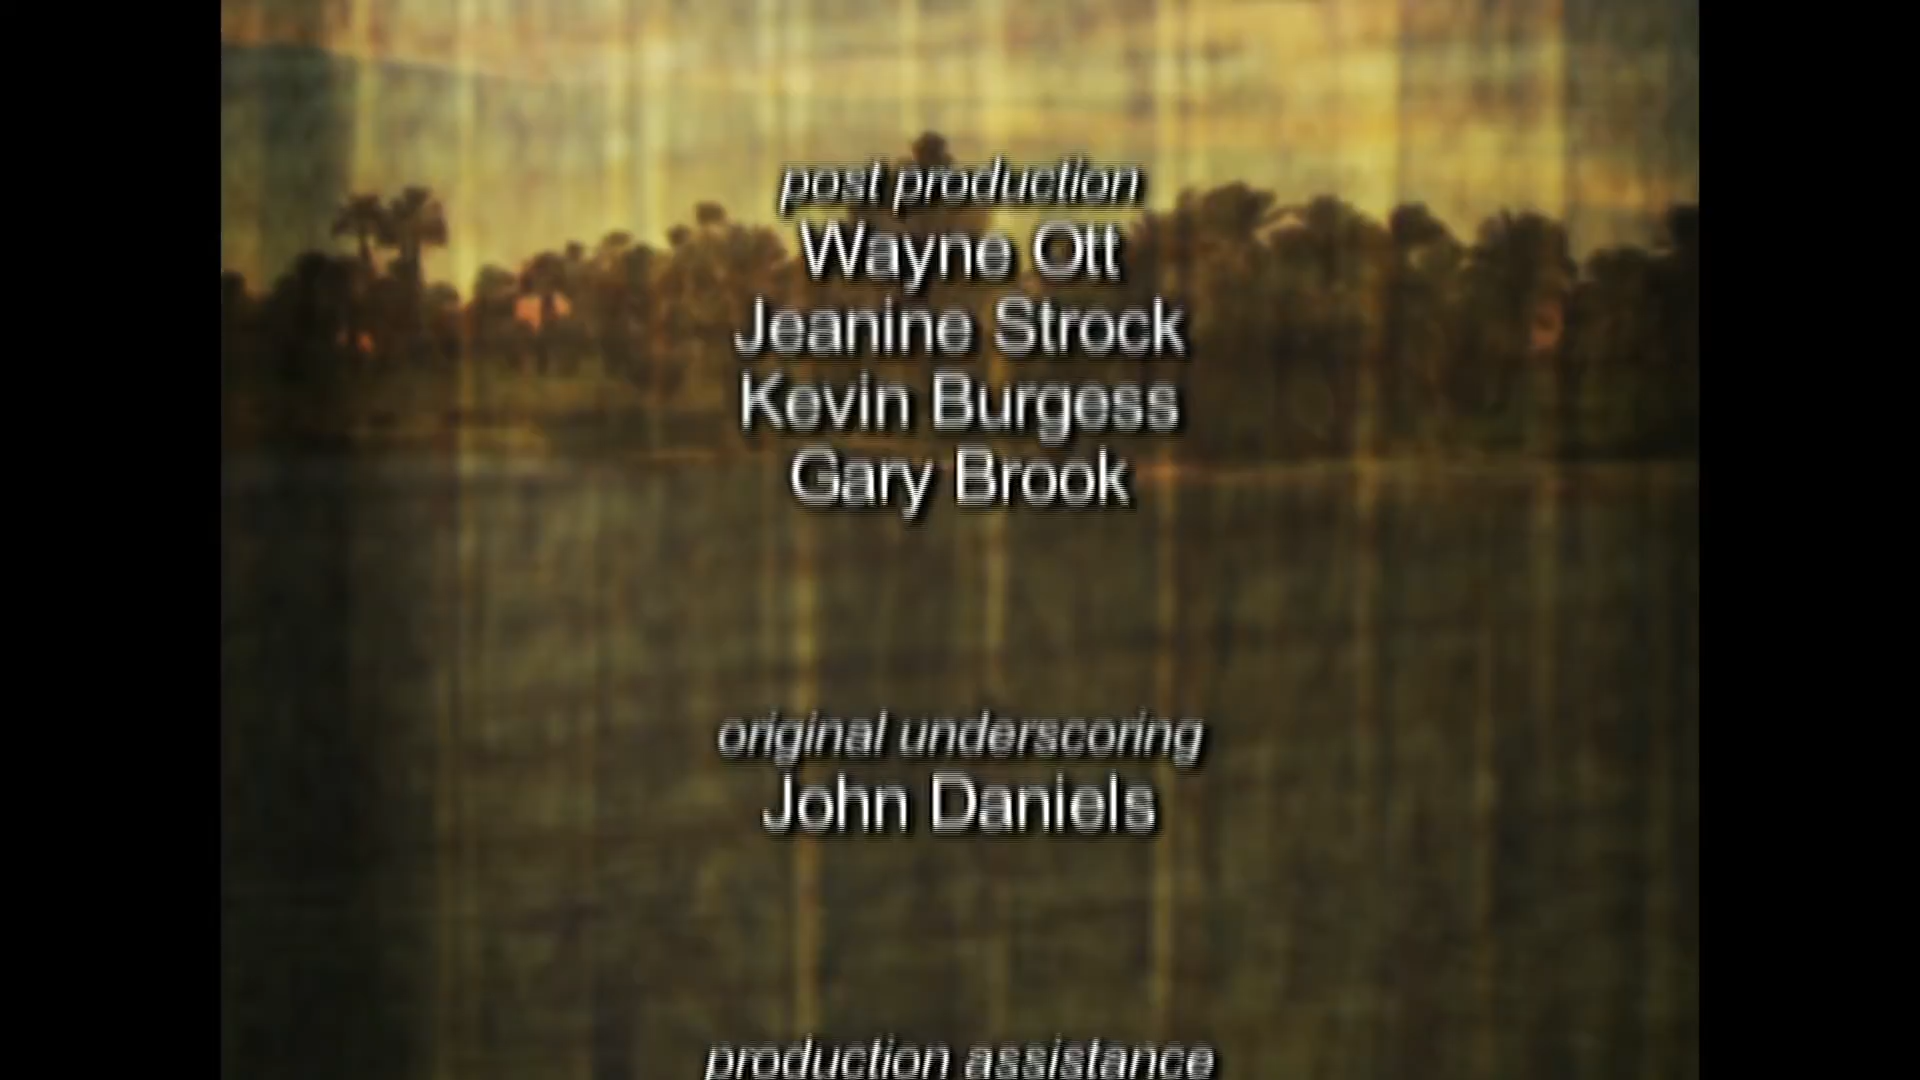 post production
Wayne Ott
Jeanine Strock
Kevin Burgess
Gary Brook
original underscoring
John Daniels
production assistance